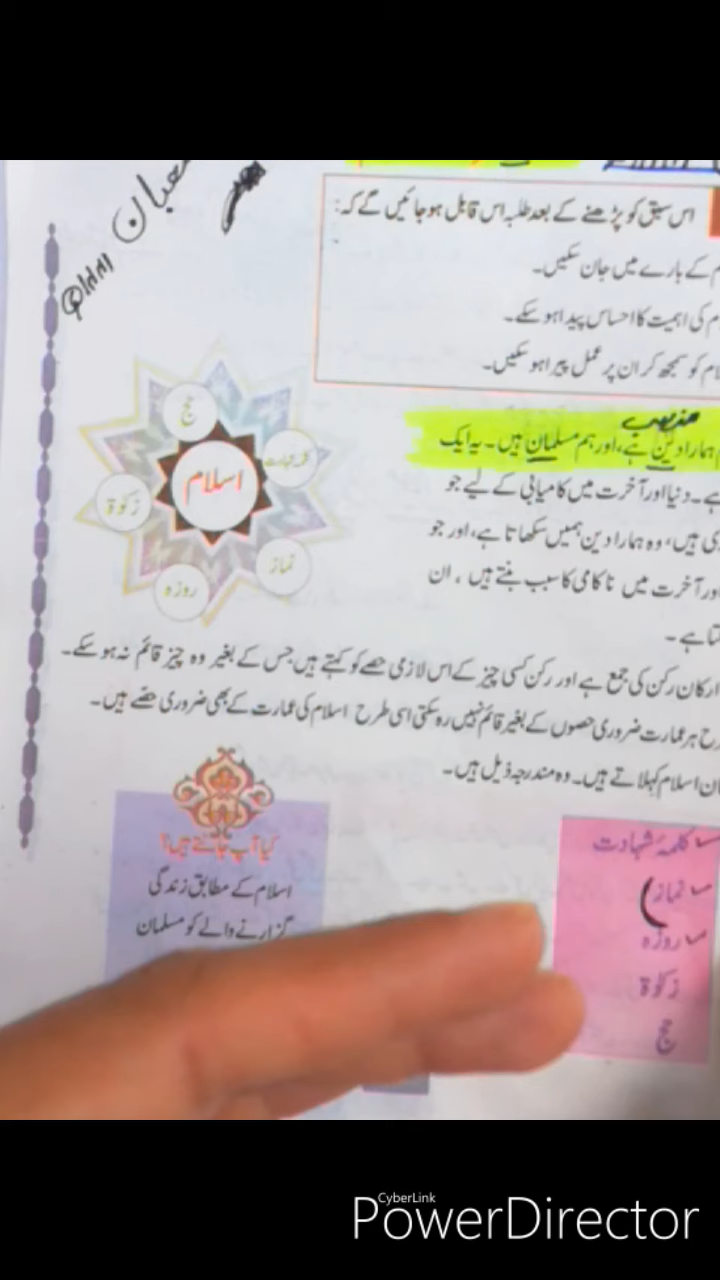 شعبان
اس سبق کو پڑھنے کے بعد طلبہ اس قابل ہو جائیں گے کہ:
کے بارے میں جان سکیں۔
کی اہمیت کا احساس پیدا ہو سکے۔
کو سمجھ کر ان پر عمل پیرا ہو سکیں۔
مذہب
ہمارا دین ہے، اور ہم مسلمان ہیں۔ یہ ایک
ہے۔ دنیا اور آخرت میں کامیابی کے لیے جو
ہیں، وہ ہمارا دین ہمیں سکھاتا ہے، اور جو
اور آخرت میں ناکامی کا سبب بنتے ہیں، ان
ہے۔
حج
کلمہ شہادت
اسلام
زکوٰۃ
نماز
روزہ
ارکان رکن کی جمع ہے اور رکن کسی چیز کے اس لازمی حصے کو کہتے ہیں جس کے بغیر وہ چیز قائم نہ ہو سکے۔
ہر عمارت ضروری حصوں کے بغیر قائم نہیں رہ سکتی اسی طرح اسلام کی عمارت کے بھی ضروری حصے ہیں۔
اسلام کہلاتے ہیں۔ وہ مندرجہ ذیل ہیں۔
کلمۂ شہادت
نماز
روزہ
زکوٰۃ
حج
کیا آپ جانتے ہیں!
اسلام کے مطابق زندگی
گزارنے والے کو مسلمان
CyberLink
PowerDirector